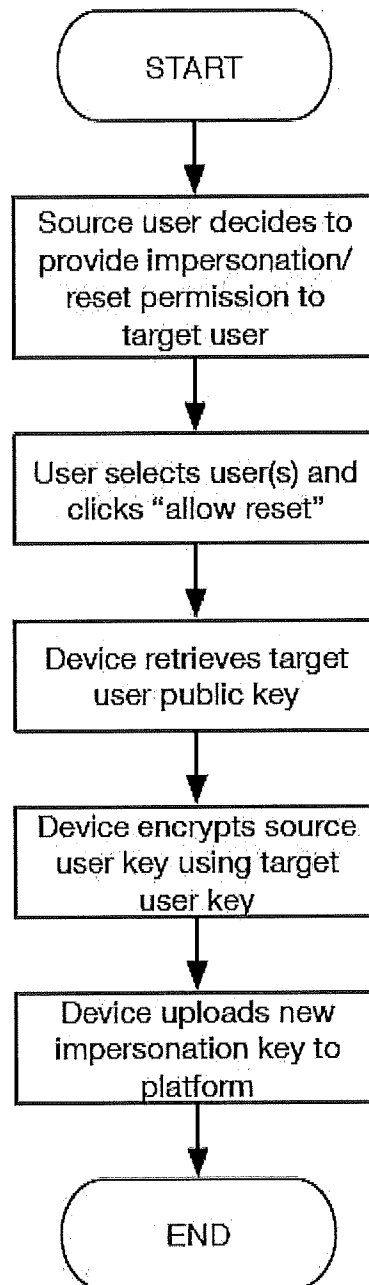 START
Source user decides to
provide impersonation/
reset permission to
target user
User selects user(s) and
clicks “allow reset”
Device retrieves target
user public key
Device encrypts source
user key using target
user key
Device uploads new
impersonation key to
platform
END